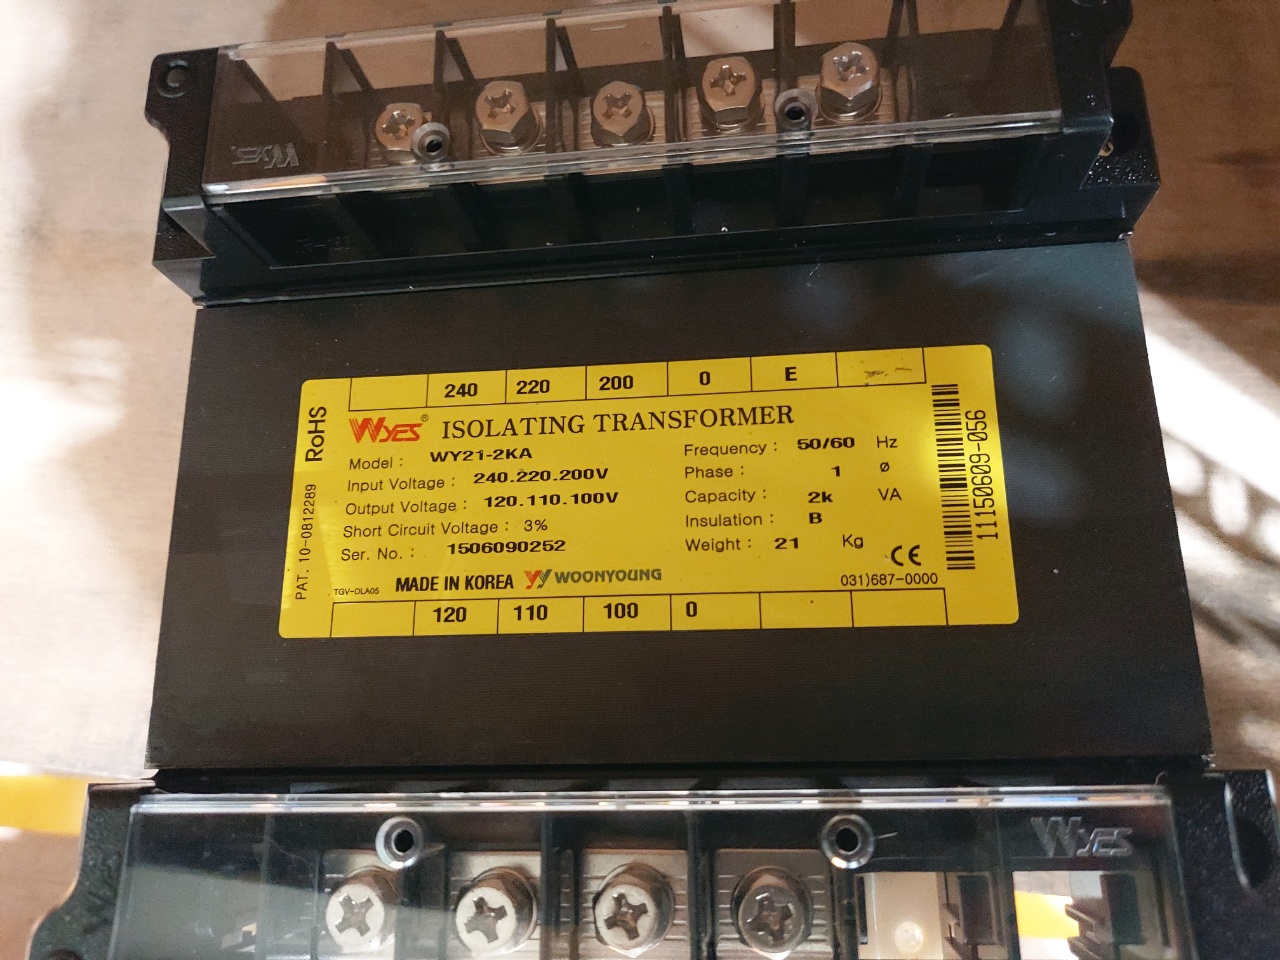 WYES
240 220 200 0 E
RoHS
PAT. 10-0812289
WYES® ISOLATING TRANSFORMER
Model : WY21-2KA
Input Voltage : 240.220.200V
Output Voltage : 120.110.100V
Short Circuit Voltage : 3%
Ser. No. : 1506090252
Frequency : 50/60 Hz
Phase : 1 ø
Capacity : 2k VA
Insulation : B
Weight : 21 Kg
CE
TGV-DLA05 MADE IN KOREA WOONYOUNG 031)687-0000
11150609-056
120 110 100 0
WYES